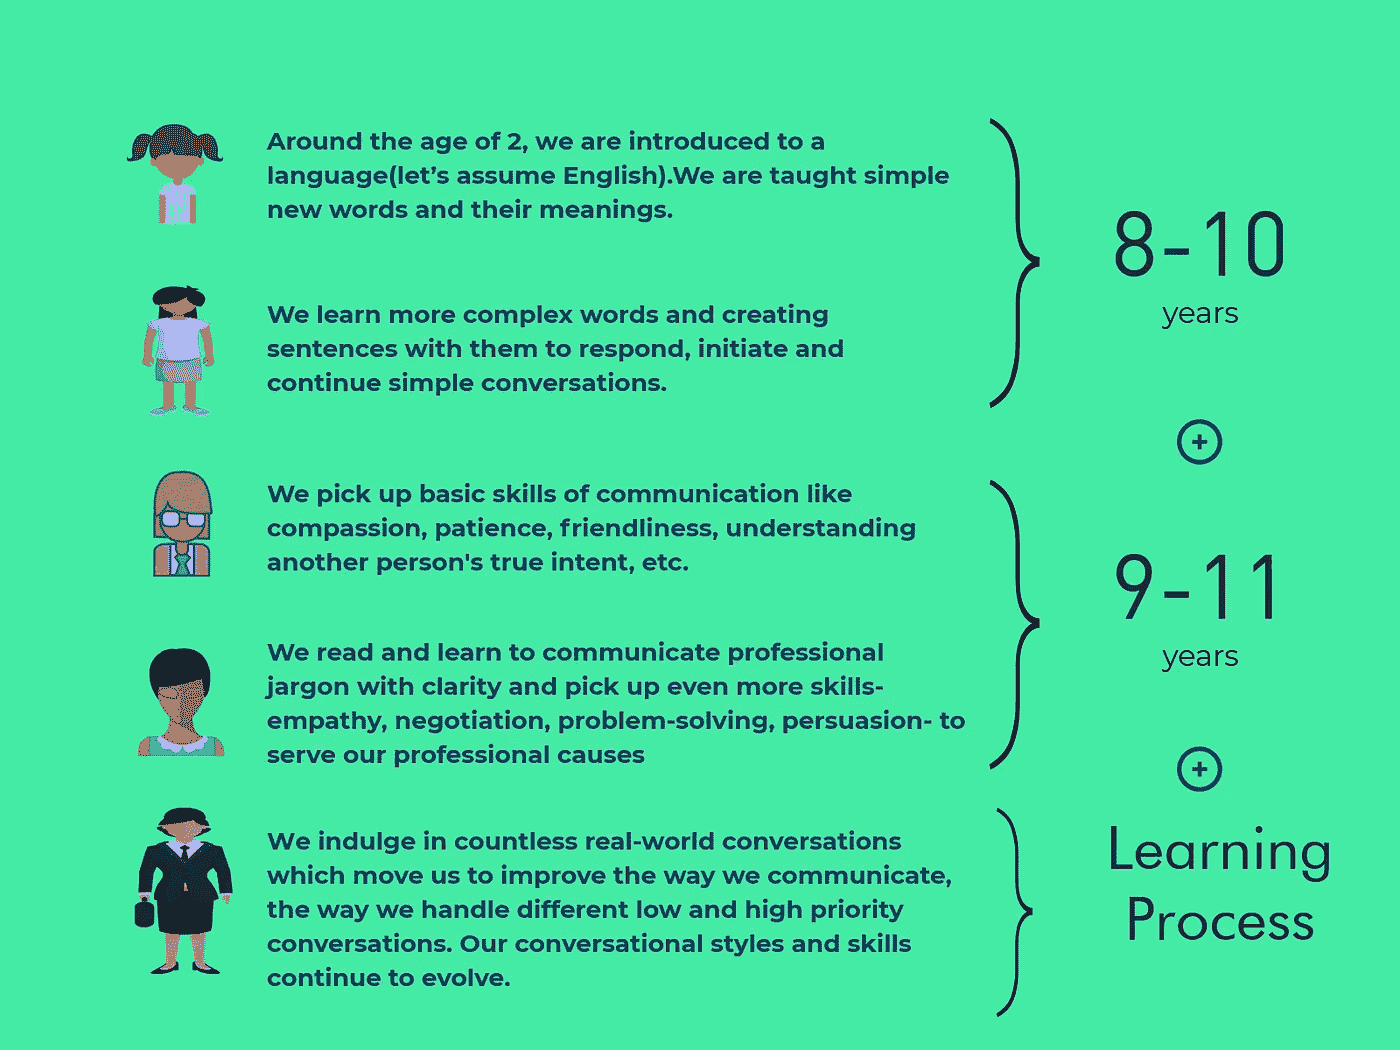 Around the age of 2, we are introduced to a
language(let's assume English).We are taught simple
new words and their meanings.
We learn more complex words and creating
sentences with them to respond, initiate and
continue simple conversations.
8-10
years
+
We pick up basic skills of communication like
compassion, patience, friendliness, understanding
another person's true intent, etc.
We read and learn to communicate professional
jargon with clarity and pick up even more skills-
empathy, negotiation, problem-solving, persuasion- to
serve our professional causes
9-11
years
+
We indulge in countless real-world conversations
which move us to improve the way we communicate,
the way we handle different low and high priority
conversations. Our conversational styles and skills
continue to evolve.
Learning
Process